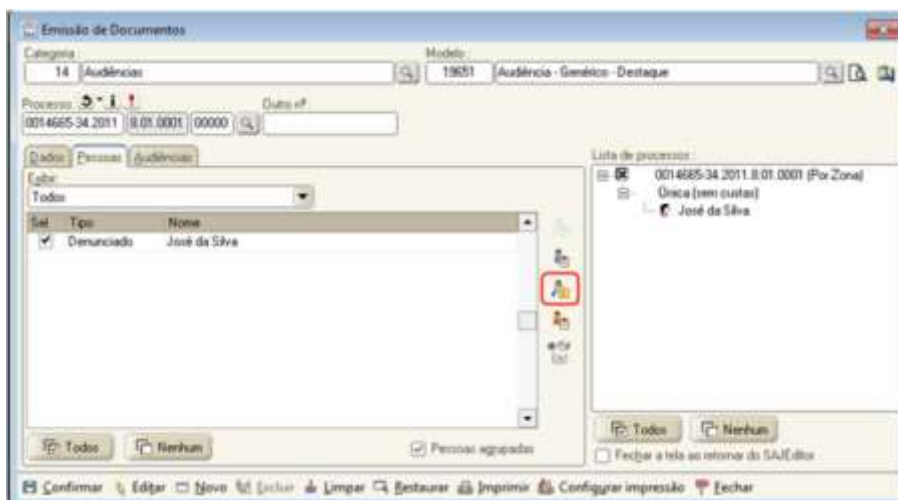 Emissão de Documentos
Categoria: Modelo:
14 Audiências 19651 Audiência - Genérico - Destaque
Processo Outro nº
0014665-34.2011 8.01.0001 00000
Dados Pessoas Audiências
Exibir:
Todos
Sel Tipo Nome
Denunciado José da Silva
Todos Nenhum Pessoas agrupadas
Lista de processos:
0014665-34.2011.8.01.0001 (Por Zona)
Única (sem custas)
José da Silva
Todos Nenhum
Fechar a tela ao retornar do SAJEditor
Confirmar Editar Novo Excluir Limpar Restaurar Imprimir Configurar impressão Fechar